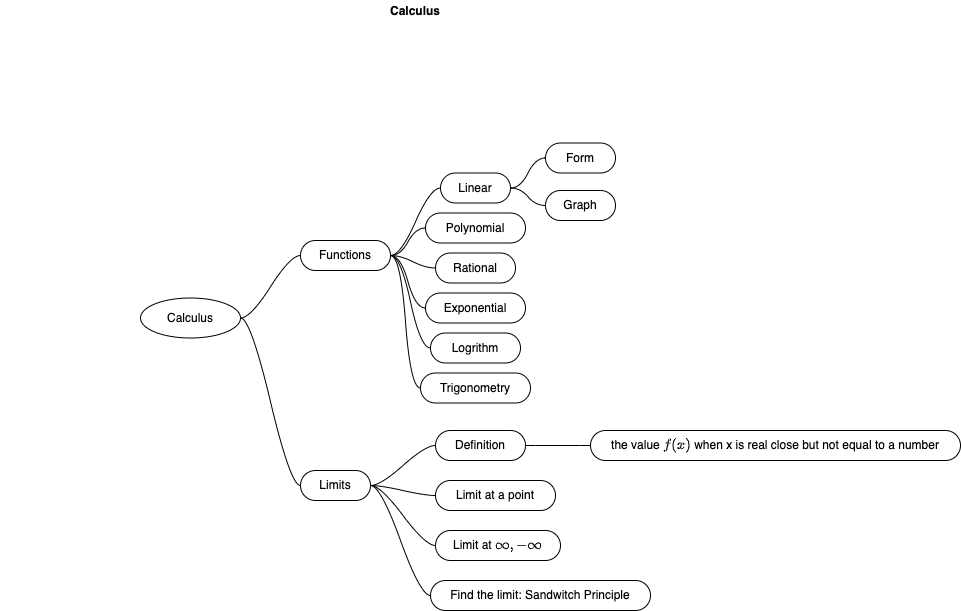 Calculus
Form
Linear
Graph
Polynomial
Functions
Rational
Exponential
Calculus
Logrithm
Trigonometry
Definition
the value f(x) when x is real close but not equal to a number
Limits
Limit at a point
Limit at ∞, −∞
Find the limit: Sandwitch Principle